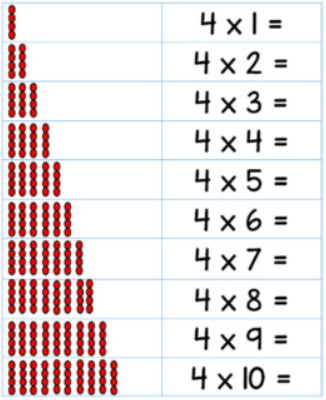 4 x 1 =
4 x 2 =
4 x 3 =
4 x 4 =
4 x 5 =
4 x 6 =
4 x 7 =
4 x 8 =
4 x 9 =
4 x 10 =